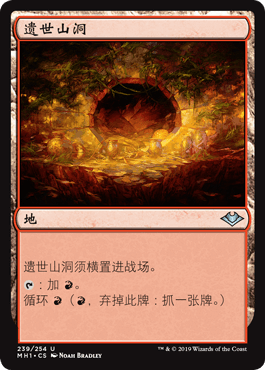 遗世山洞
地
遗世山洞须横置进战场。
：加。
循环（，弃掉此牌：抓一张牌。）
239/254 U
MH1•CS NOAH BRADLEY
™ & © 2019 Wizards of the Coast